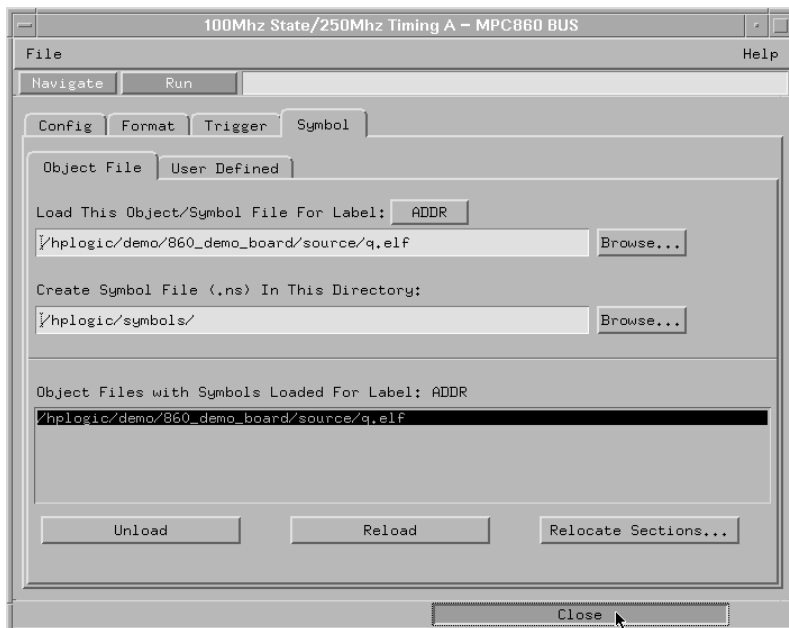 100Mhz State/250Mhz Timing A – MPC860 BUS
File Help
Navigate Run
Config Format Trigger Symbol
Object File User Defined
Load This Object/Symbol File For Label: ADDR
/hplogic/demo/860_demo_board/source/q.elf Browse...
Create Symbol File (.ns) In This Directory:
/hplogic/symbols/ Browse...
Object Files with Symbols Loaded For Label: ADDR
/hplogic/demo/860_demo_board/source/q.elf
Unload Reload Relocate Sections...
Close